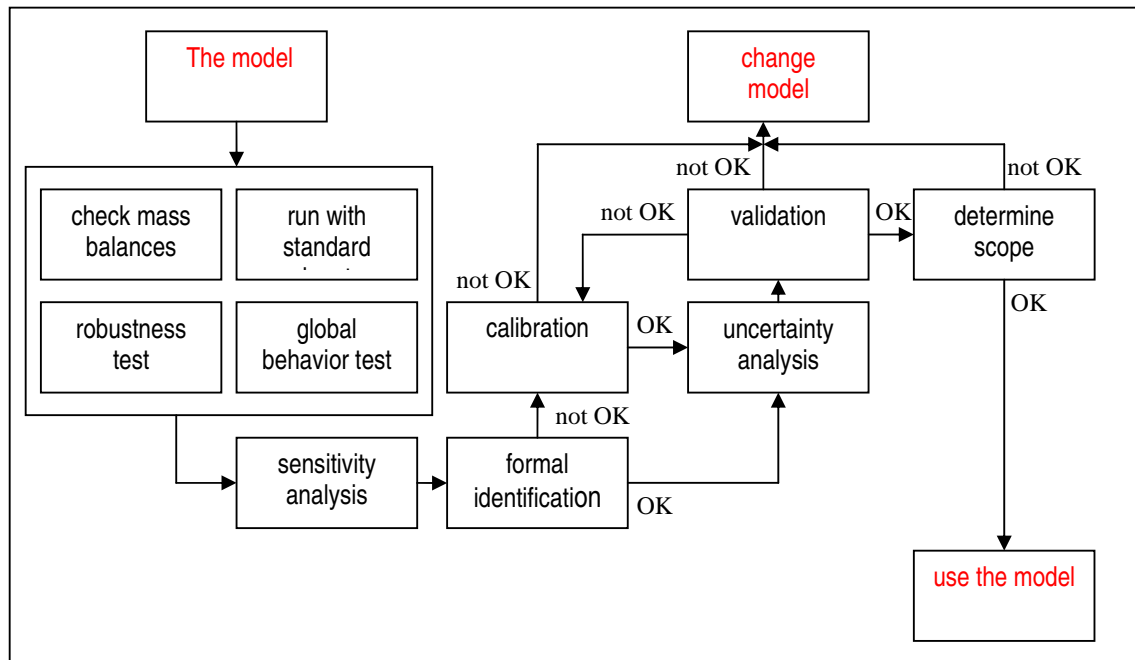 The model
change
model
check mass
balances
run with
standard
robustness
test
global
behavior test
sensitivity
analysis
formal
identification
not OK
OK
calibration
not OK
OK
uncertainty
analysis
validation
not OK
not OK
OK
determine
scope
not OK
OK
use the model